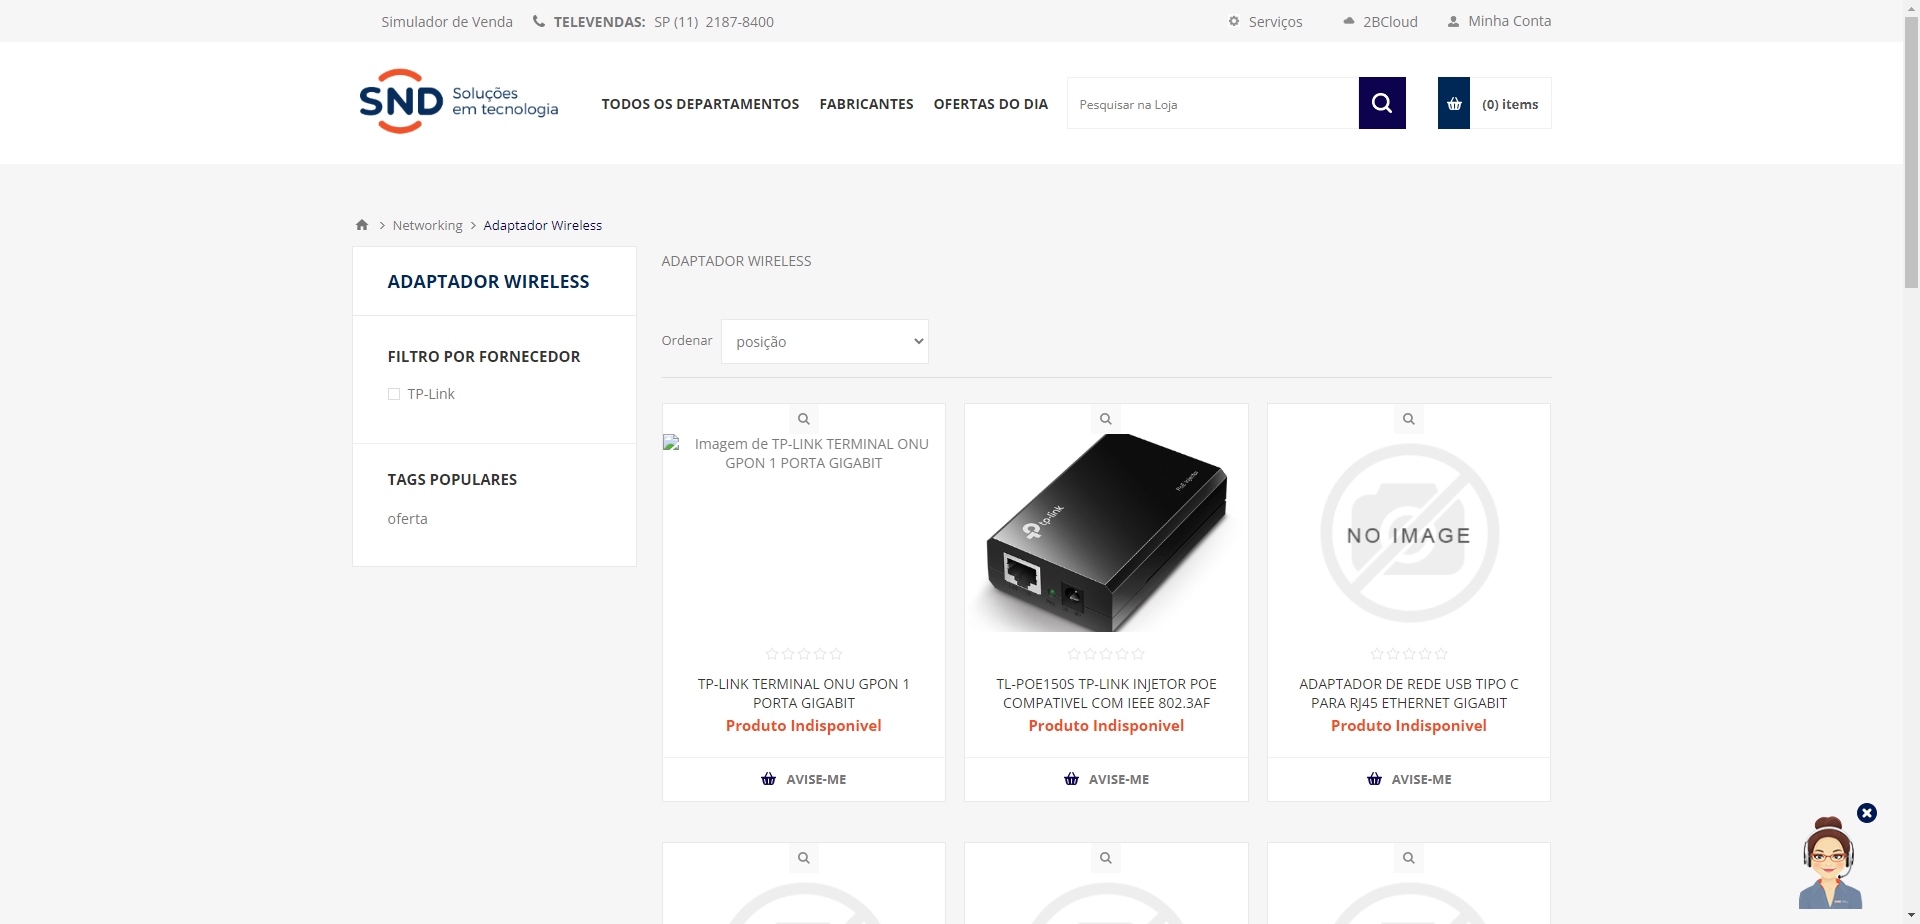 Simulador de Venda
TELEVENDAS: SP (11) 2187-8400
Serviços
2BCloud
Minha Conta
SND Soluções em tecnologia
TODOS OS DEPARTAMENTOS
FABRICANTES
OFERTAS DO DIA
Pesquisar na Loja
(0) items
Networking
Adaptador Wireless
ADAPTADOR WIRELESS
FILTRO POR FORNECEDOR
TP-Link
TAGS POPULARES
oferta
ADAPTADOR WIRELESS
Ordenar
posição
Imagem de TP-LINK TERMINAL ONU
GPON 1 PORTA GIGABIT
TP-LINK TERMINAL ONU GPON 1
PORTA GIGABIT
Produto Indisponivel
AVISE-ME
PoE Injector
tp-link
TL-POE150S TP-LINK INJETOR POE
COMPATIVEL COM IEEE 802.3AF
Produto Indisponivel
AVISE-ME
NO IMAGE
ADAPTADOR DE REDE USB TIPO C
PARA RJ45 ETHERNET GIGABIT
Produto Indisponivel
AVISE-ME